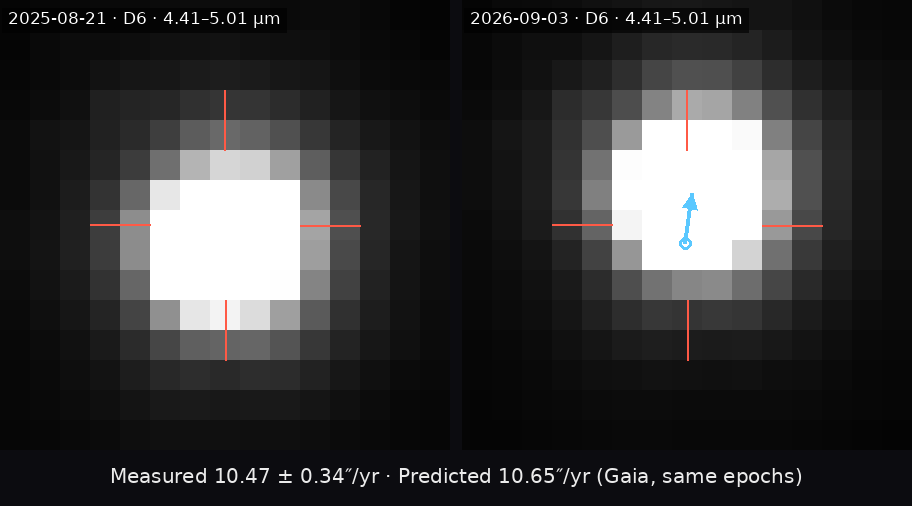 2025-08-21 · D6 · 4.41–5.01 µm
2026-09-03 · D6 · 4.41–5.01 µm
Measured 10.47 ± 0.34″/yr · Predicted 10.65″/yr (Gaia, same epochs)